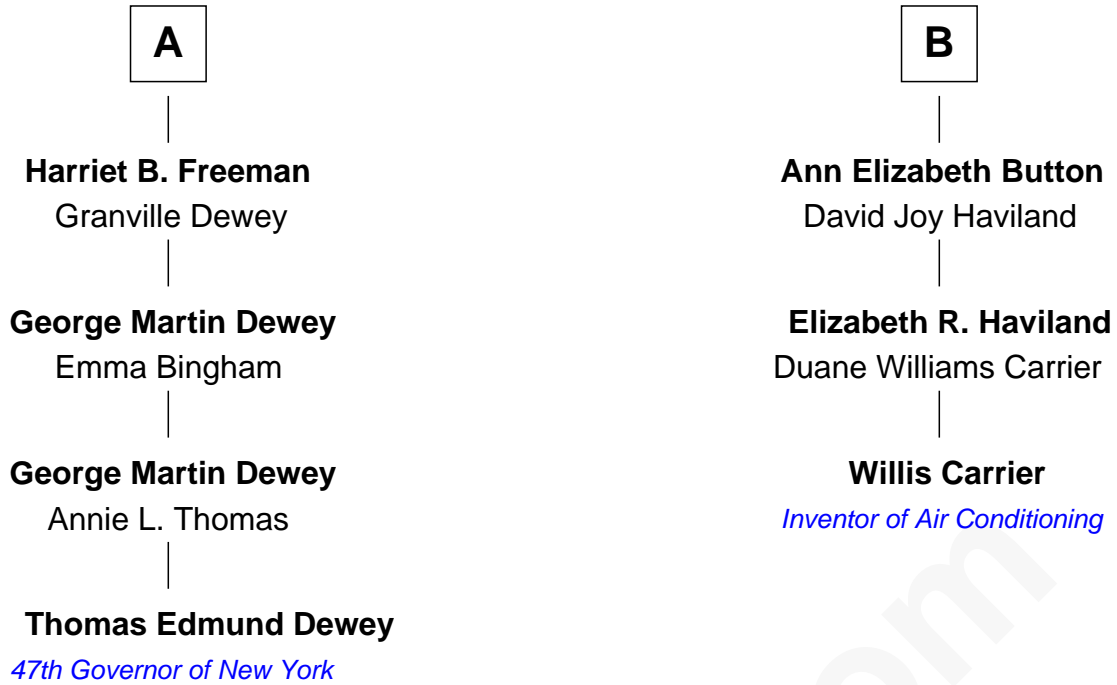 A
Harriet B. Freeman
Granville Dewey
George Martin Dewey
Emma Bingham
George Martin Dewey
Annie L. Thomas
Thomas Edmund Dewey
47th Governor of New York
B
Ann Elizabeth Button
David Joy Haviland
Elizabeth R. Haviland
Duane Williams Carrier
Willis Carrier
Inventor of Air Conditioning
om